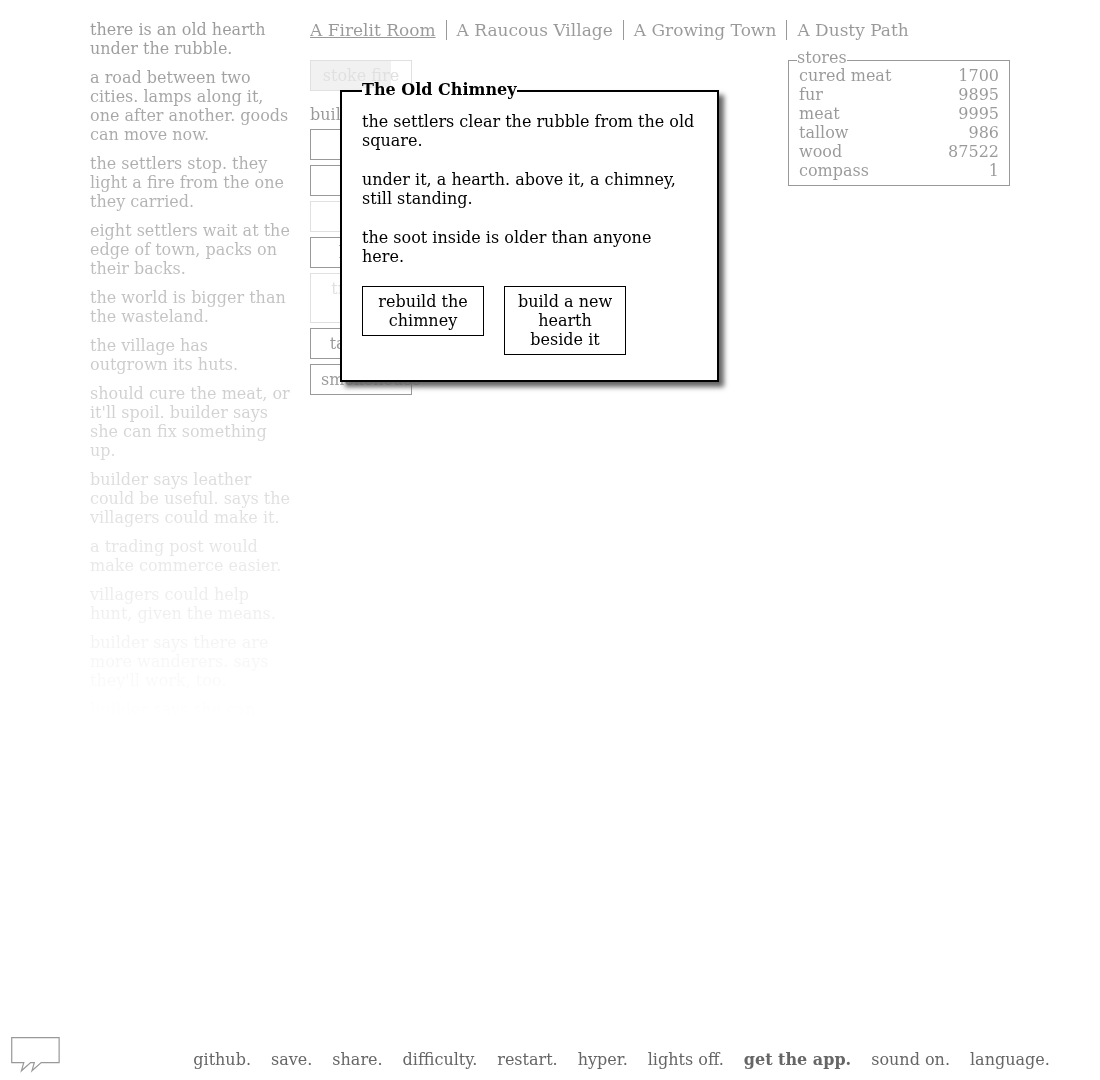 there is an old hearth
under the rubble.
a road between two
cities. lamps along it,
one after another. goods
can move now.
the settlers stop. they
light a fire from the one
they carried.
eight settlers wait at the
edge of town, packs on
their backs.
the world is bigger than
the wasteland.
the village has
outgrown its huts.
should cure the meat, or
it'll spoil. builder says
she can fix something
up.
builder says leather
could be useful. says the
villagers could make it.
a trading post would
make commerce easier.
villagers could help
hunt, given the means.
builder says there are
more wanderers. says
they'll work, too.
A Firelit Room
A Raucous Village
A Growing Town
A Dusty Path
stoke fire
The Old Chimney
the settlers clear the rubble from the old
square.
under it, a hearth. above it, a chimney,
still standing.
the soot inside is older than anyone
here.
rebuild the
chimney
build a new
hearth
beside it
stores
cured meat 1700
fur 9895
meat 9995
tallow 986
wood 87522
compass 1
github. save. share. difficulty. restart. hyper. lights off. get the app. sound on. language.